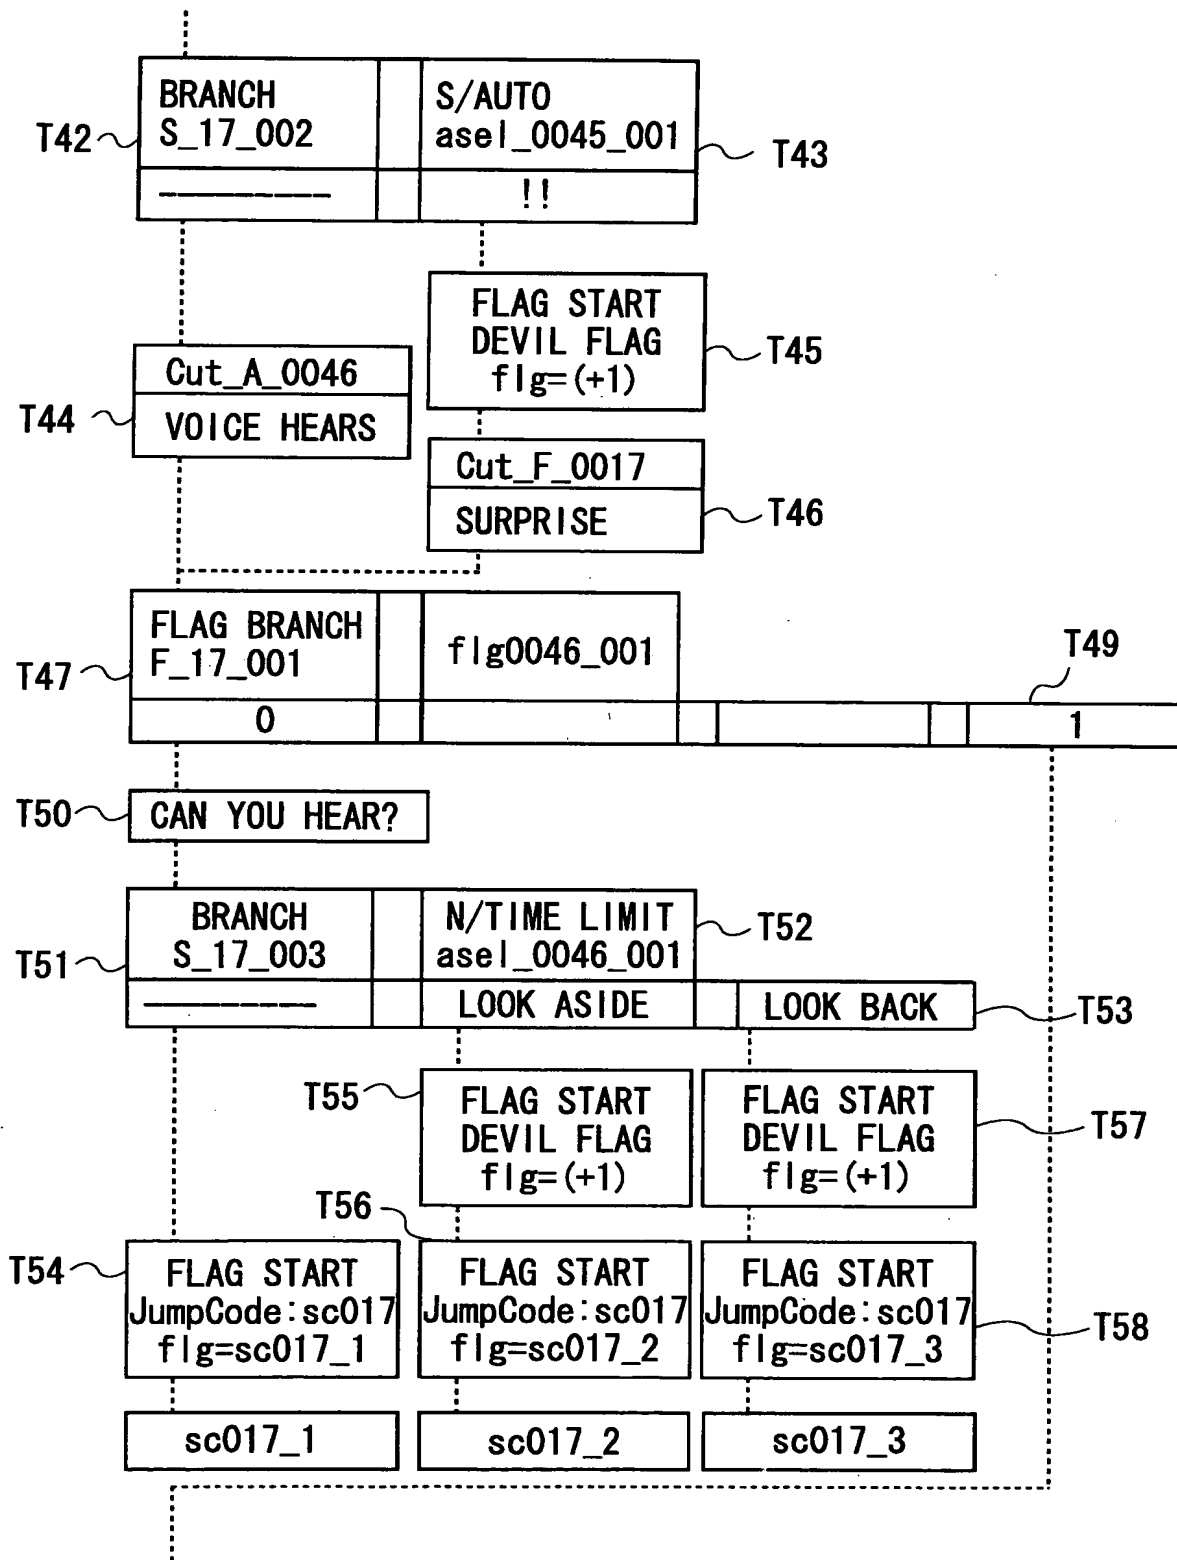 BRANCH
S_17_002
S/AUTO
asel_0045_001
T42
T43
----------
!!
FLAG START
DEVIL FLAG
flg=(+1)
T45
Cut_A_0046
VOICE HEARS
T44
Cut_F_0017
SURPRISE
T46
FLAG BRANCH
F_17_001
flg0046_001
T47
T49
0
1
T50
CAN YOU HEAR?
BRANCH
S_17_003
N/TIME LIMIT
asel_0046_001
T51
T52
----------
LOOK ASIDE
LOOK BACK
T53
T55
FLAG START
DEVIL FLAG
flg=(+1)
FLAG START
DEVIL FLAG
flg=(+1)
T57
T56
T54
FLAG START
JumpCode:sc017
flg=sc017_1
FLAG START
JumpCode:sc017
flg=sc017_2
FLAG START
JumpCode:sc017
flg=sc017_3
T58
sc017_1
sc017_2
sc017_3